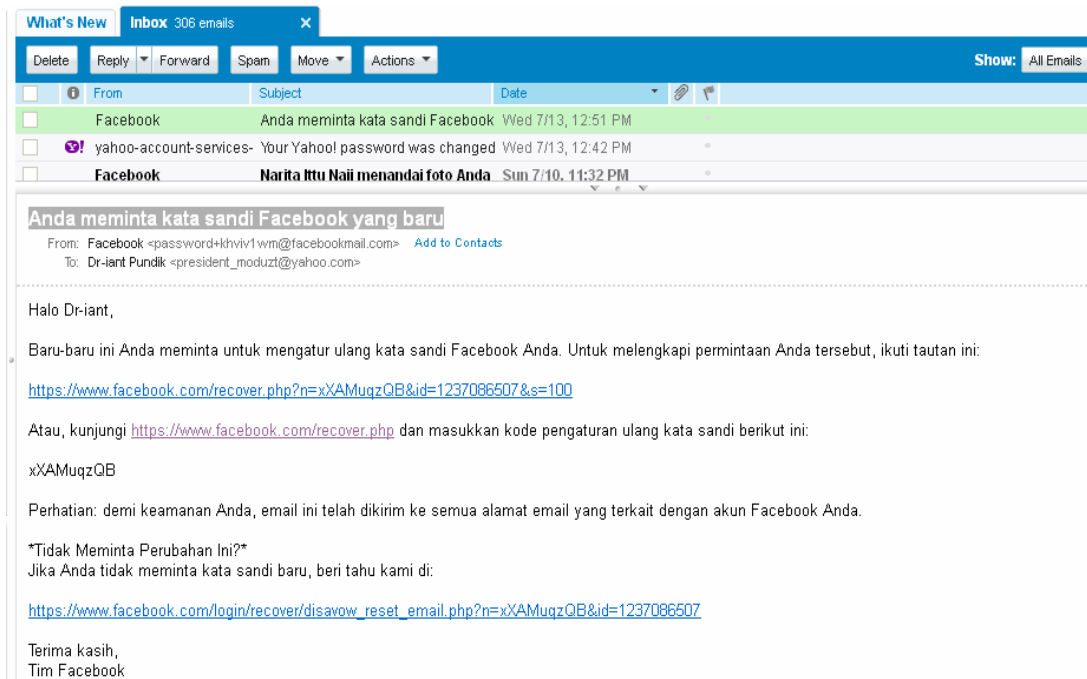 What's New Inbox 306 emails ×
Delete Reply Forward Spam Move Actions Show: All Emails
From Subject Date
Facebook Anda meminta kata sandi Facebook Wed 7/13, 12:51 PM
Y! yahoo-account-services- Your Yahoo! password was changed Wed 7/13, 12:42 PM
Facebook Narita Ittu Naii menandai foto Anda Sun 7/10, 11:32 PM
Anda meminta kata sandi Facebook yang baru
From: Facebook <password+khviv1wm@facebookmail.com> Add to Contacts
To: Dr-iant Pundik <president_moduzt@yahoo.com>
Halo Dr-iant,
Baru-baru ini Anda meminta untuk mengatur ulang kata sandi Facebook Anda. Untuk melengkapi permintaan Anda tersebut, ikuti tautan ini:
https://www.facebook.com/recover.php?n=xXAMuqzQB&id=1237086507&s=100
Atau, kunjungi https://www.facebook.com/recover.php dan masukkan kode pengaturan ulang kata sandi berikut ini:
xXAMuqzQB
Perhatian: demi keamanan Anda, email ini telah dikirim ke semua alamat email yang terkait dengan akun Facebook Anda.
*Tidak Meminta Perubahan Ini?*
Jika Anda tidak meminta kata sandi baru, beri tahu kami di:
https://www.facebook.com/login/recover/disavow_reset_email.php?n=xXAMuqzQB&id=1237086507
Terima kasih,
Tim Facebook